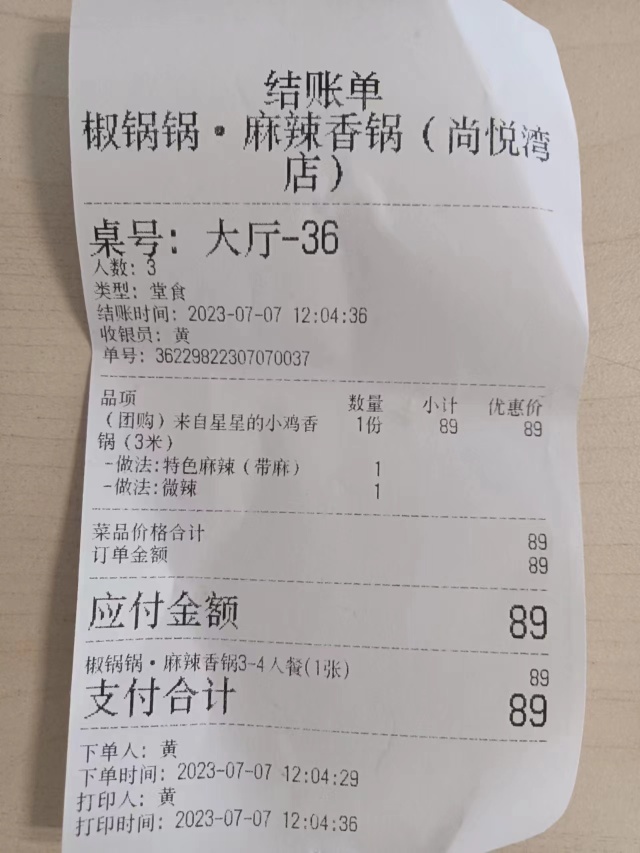 结账单
椒锅锅·麻辣香锅(尚悦湾
店)
桌号: 大厅-36
人数: 3
类型: 堂食
结账时间: 2023-07-07 12:04:36
收银员: 黄
单号: 36229822307070037
品项 数量 小计 优惠价
(团购)来自星星的小鸡香 1份 89 89
锅(3米)
-做法:特色麻辣(带麻) 1
-做法:微辣 1
菜品价格合计 89
订单金额 89
应付金额 89
椒锅锅·麻辣香锅3-4人餐(1张) 89
支付合计 89
下单人: 黄
下单时间: 2023-07-07 12:04:29
打印人: 黄
打印时间: 2023-07-07 12:04:36